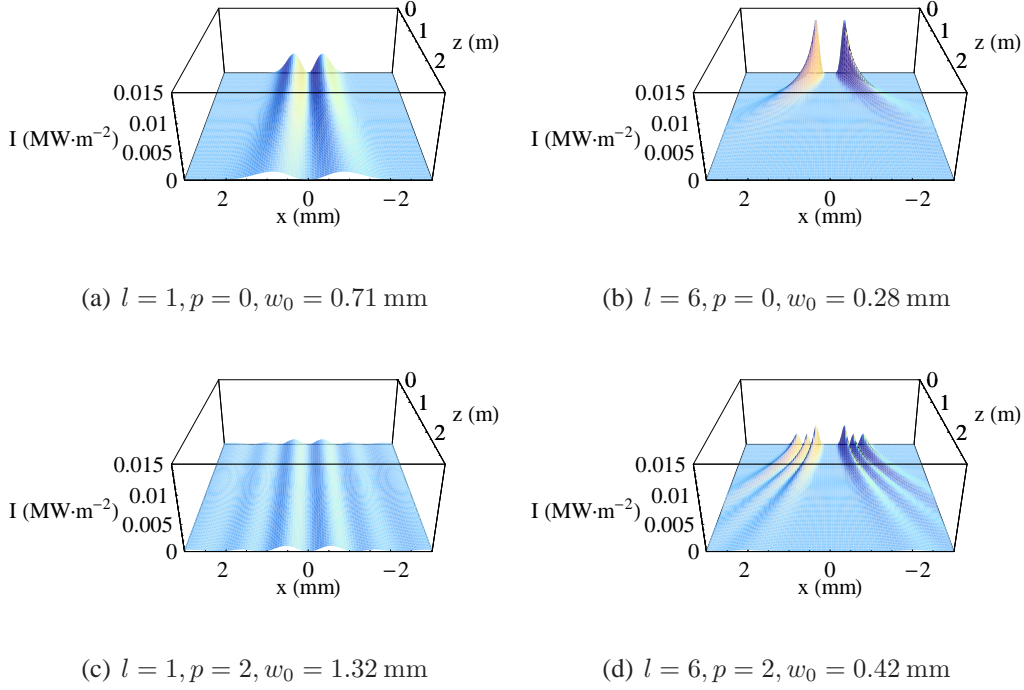 0
1
2
z (m)
0.015
0.01
I (MW·m⁻²)
0.005
0
2
0
−2
x (mm)
(a) l = 1, p = 0, w₀ = 0.71 mm
0
1
2
z (m)
0.015
0.01
I (MW·m⁻²)
0.005
0
2
0
−2
x (mm)
(b) l = 6, p = 0, w₀ = 0.28 mm
0
1
2
z (m)
0.015
0.01
I (MW·m⁻²)
0.005
0
2
0
−2
x (mm)
(c) l = 1, p = 2, w₀ = 1.32 mm
0
1
2
z (m)
0.015
0.01
I (MW·m⁻²)
0.005
0
2
0
−2
x (mm)
(d) l = 6, p = 2, w₀ = 0.42 mm